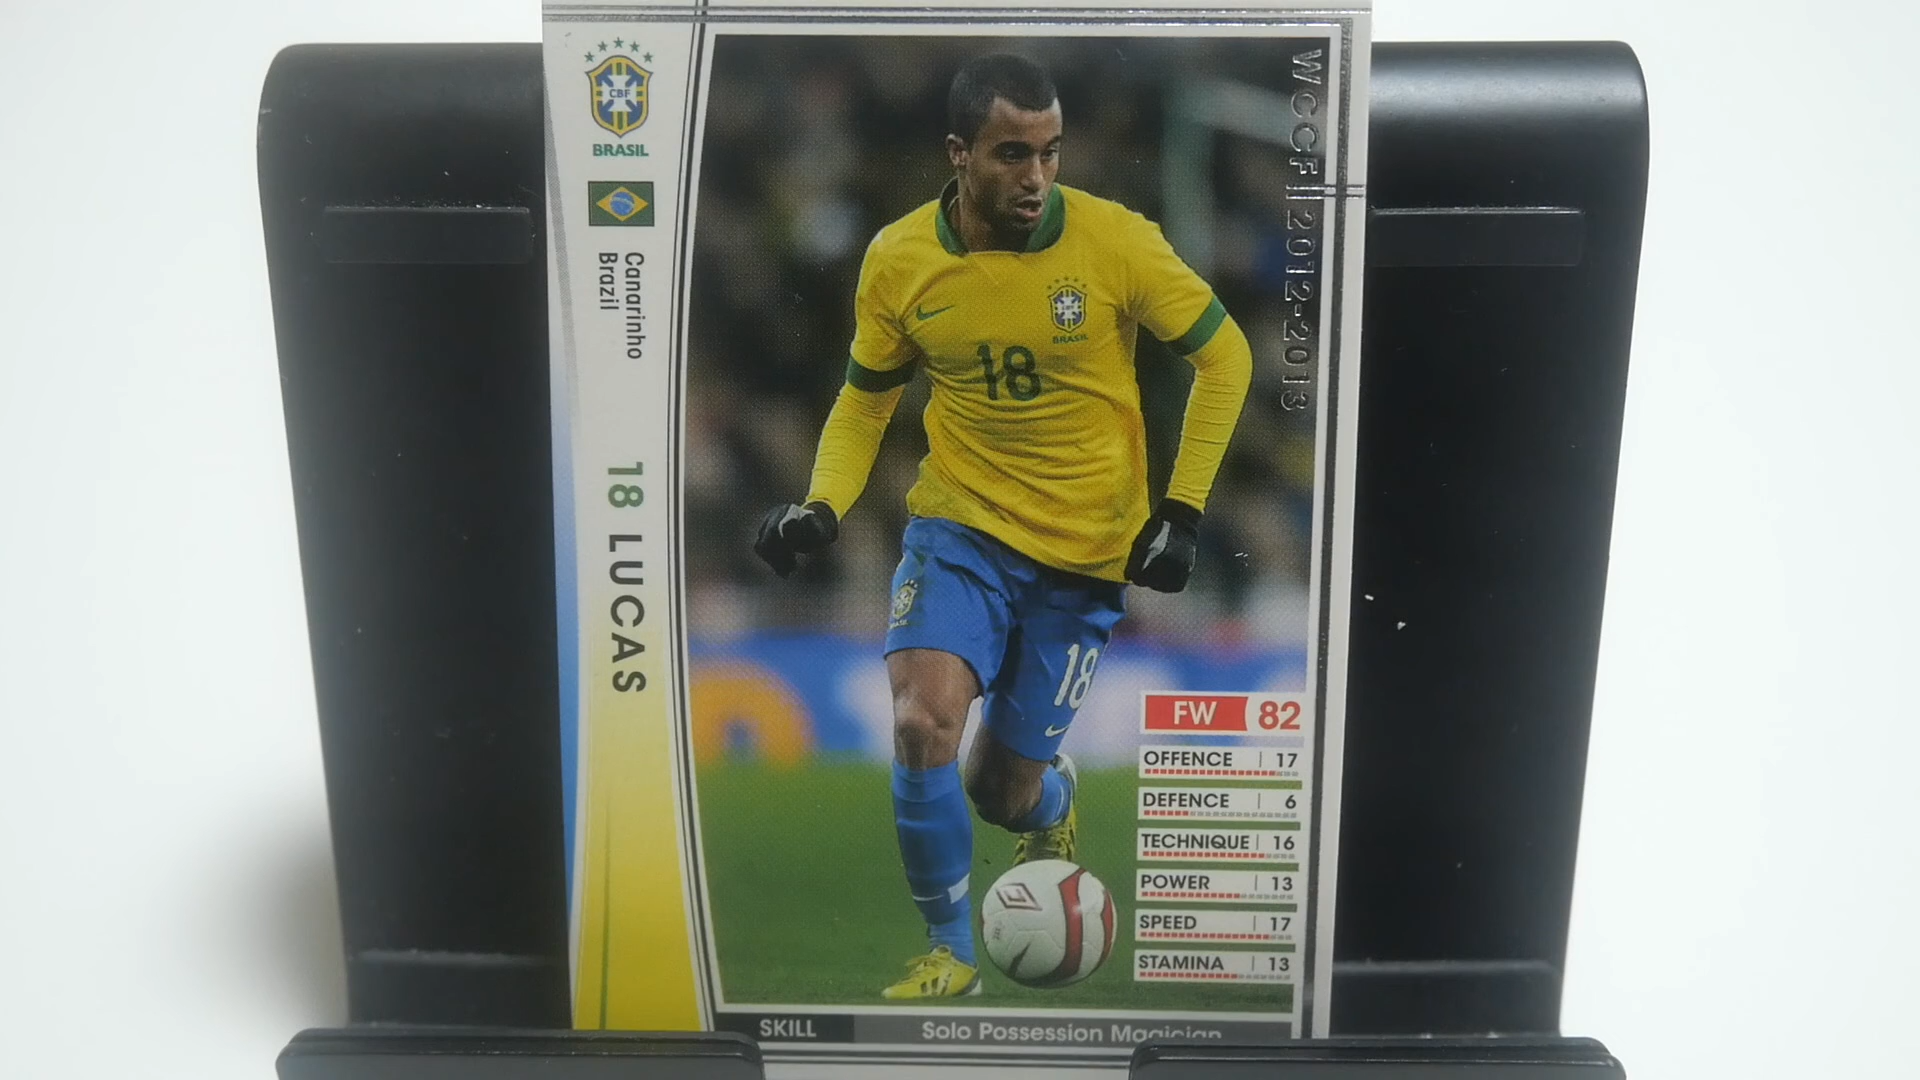 CBF
BRASIL
Canarinho
Brazil
18 LUCAS
WCCF 2012-2013
BRASIL
18
18
FW 82
OFFENCE 17
DEFENCE 6
TECHNIQUE 16
POWER 13
SPEED 17
STAMINA 13
SKILL Solo Possession Magician